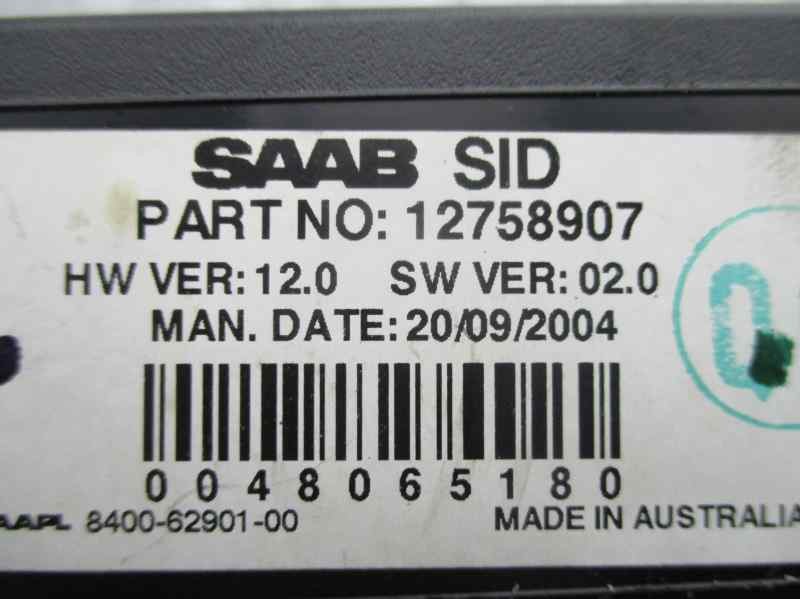 SAAB SID
PART NO: 12758907
HW VER: 12.0 SW VER: 02.0
MAN. DATE: 20/09/2004
0048065180
8400-62901-00 MADE IN AUSTRALIA